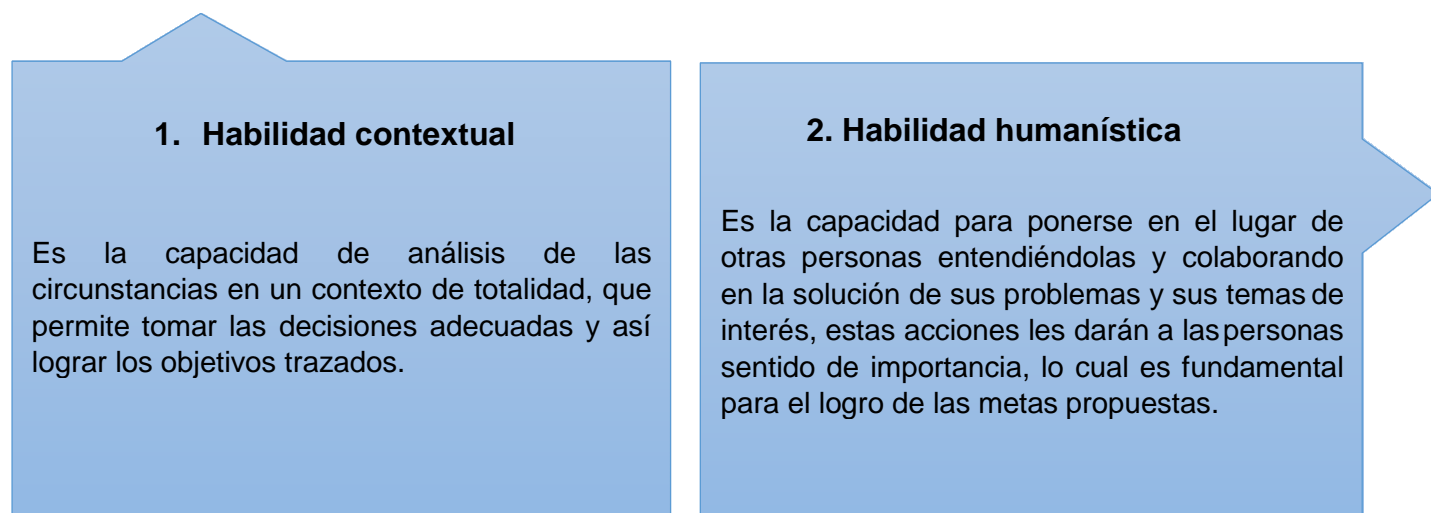 1. Habilidad contextual
Es la capacidad de análisis de las
circunstancias en un contexto de totalidad, que
permite tomar las decisiones adecuadas y así
lograr los objetivos trazados.
2. Habilidad humanística
Es la capacidad para ponerse en el lugar de
otras personas entendiéndolas y colaborando
en la solución de sus problemas y sus temas de
interés, estas acciones les darán a laspersonas
sentido de importancia, lo cual es fundamental
para el logro de las metas propuestas.